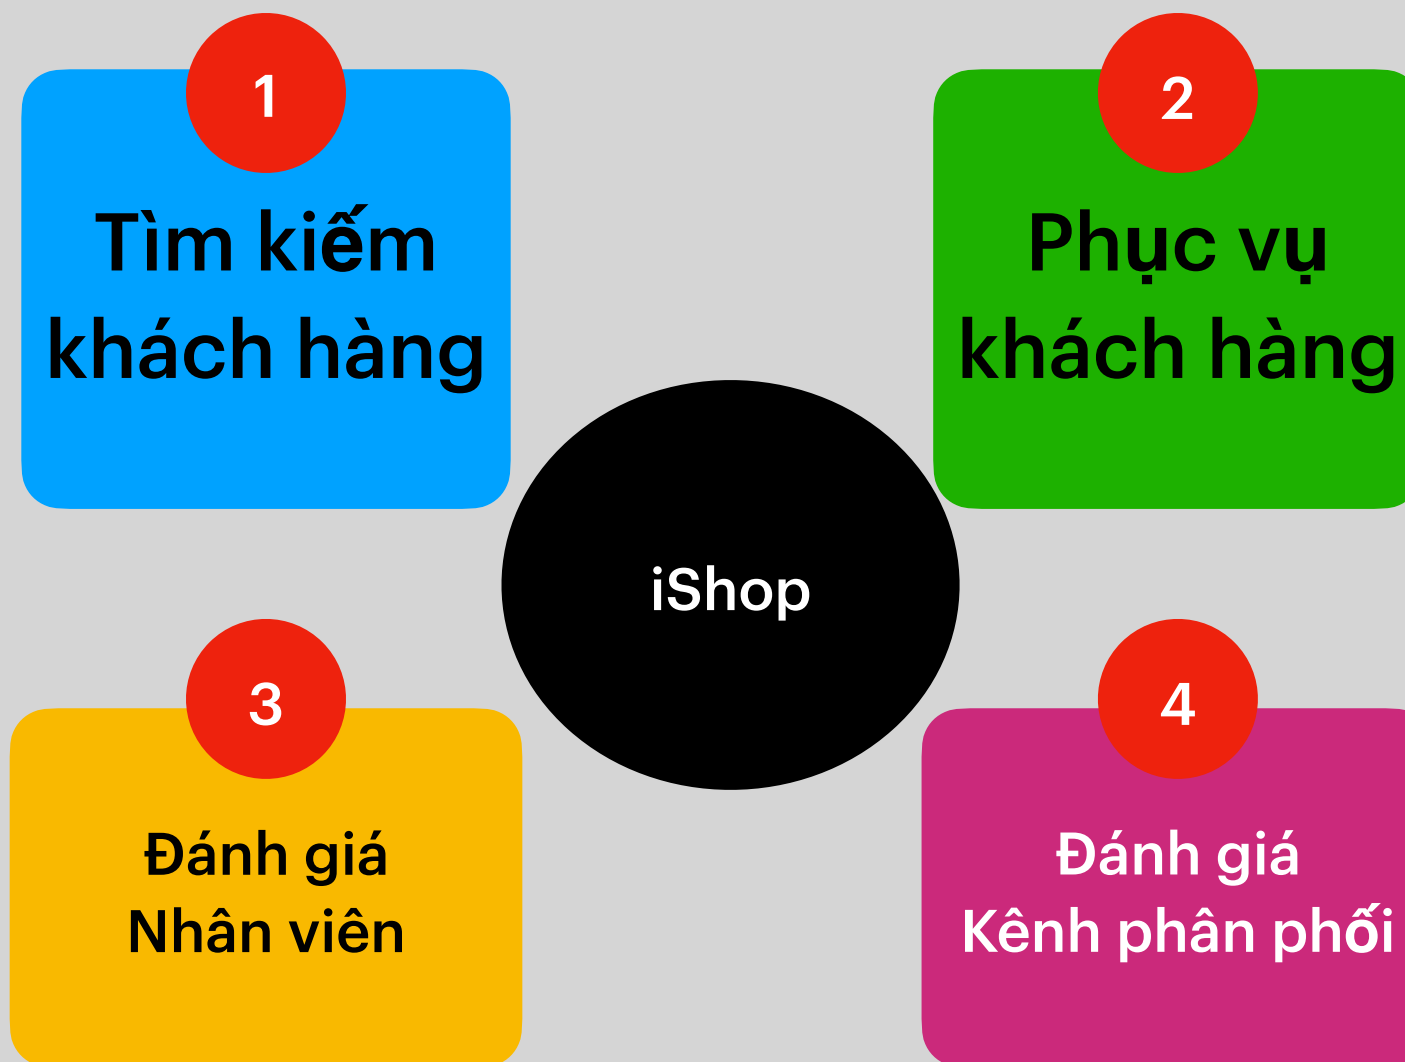 1
Tìm kiếm
khách hàng
2
Phục vụ
khách hàng
iShop
3
Đánh giá
Nhân viên
4
Đánh giá
Kênh phân phối